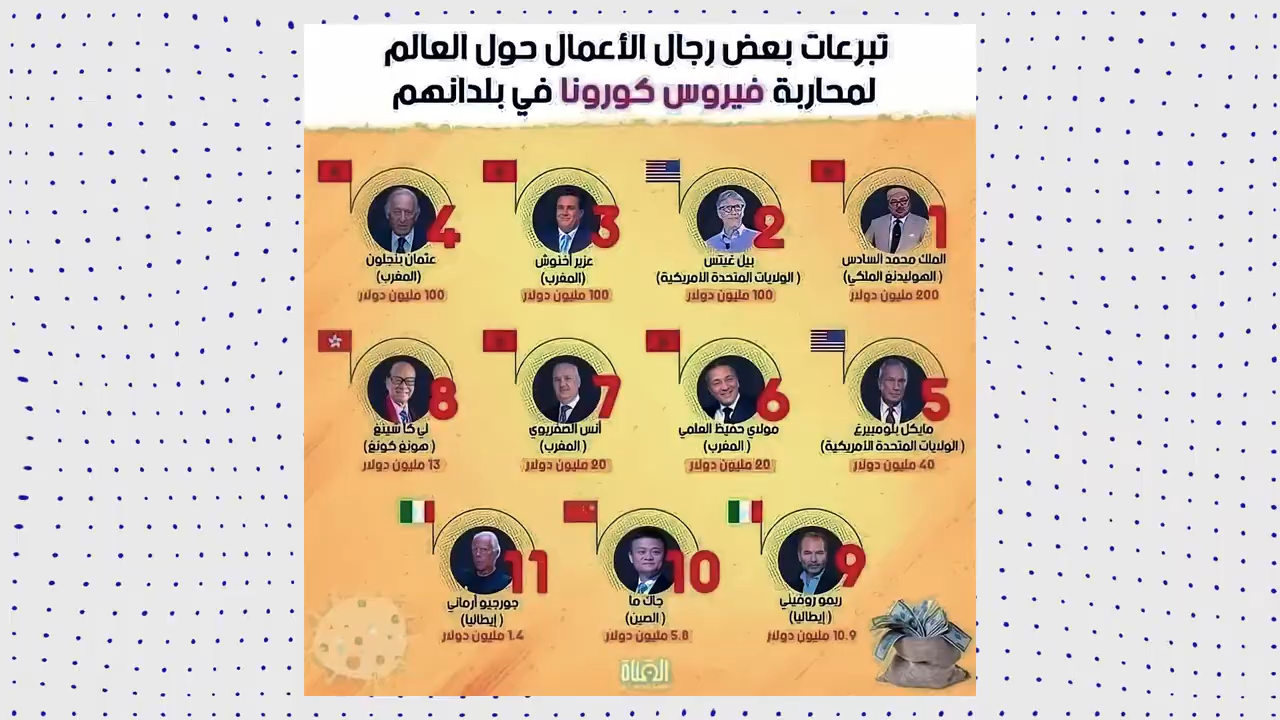 تبرعات بعض رجال الأعمال حول العالم
لمحاربة فيروس كورونا في بلدانهم
1
الملك محمد السادس
(الهوليدنغ الملكي)
200 مليون دولار
2
بيل غيتس
(الولايات المتحدة الأمريكية)
100 مليون دولار
3
عزيز أخنوش
(المغرب)
100 مليون دولار
4
عثمان بنجلون
(المغرب)
100 مليون دولار
5
مايكل بلومبيرغ
(الولايات المتحدة الأمريكية)
40 مليون دولار
6
مولاي حفيظ العلمي
(المغرب)
20 مليون دولار
7
أنس الصفريوي
(المغرب)
20 مليون دولار
8
لي كا سينغ
(هونغ كونغ)
13 مليون دولار
9
ريمو روفيلي
(إيطاليا)
10.9 مليون دولار
10
جاك ما
(الصين)
5.8 مليون دولار
11
جورجيو أرماني
(إيطاليا)
1.4 مليون دولار
القناة